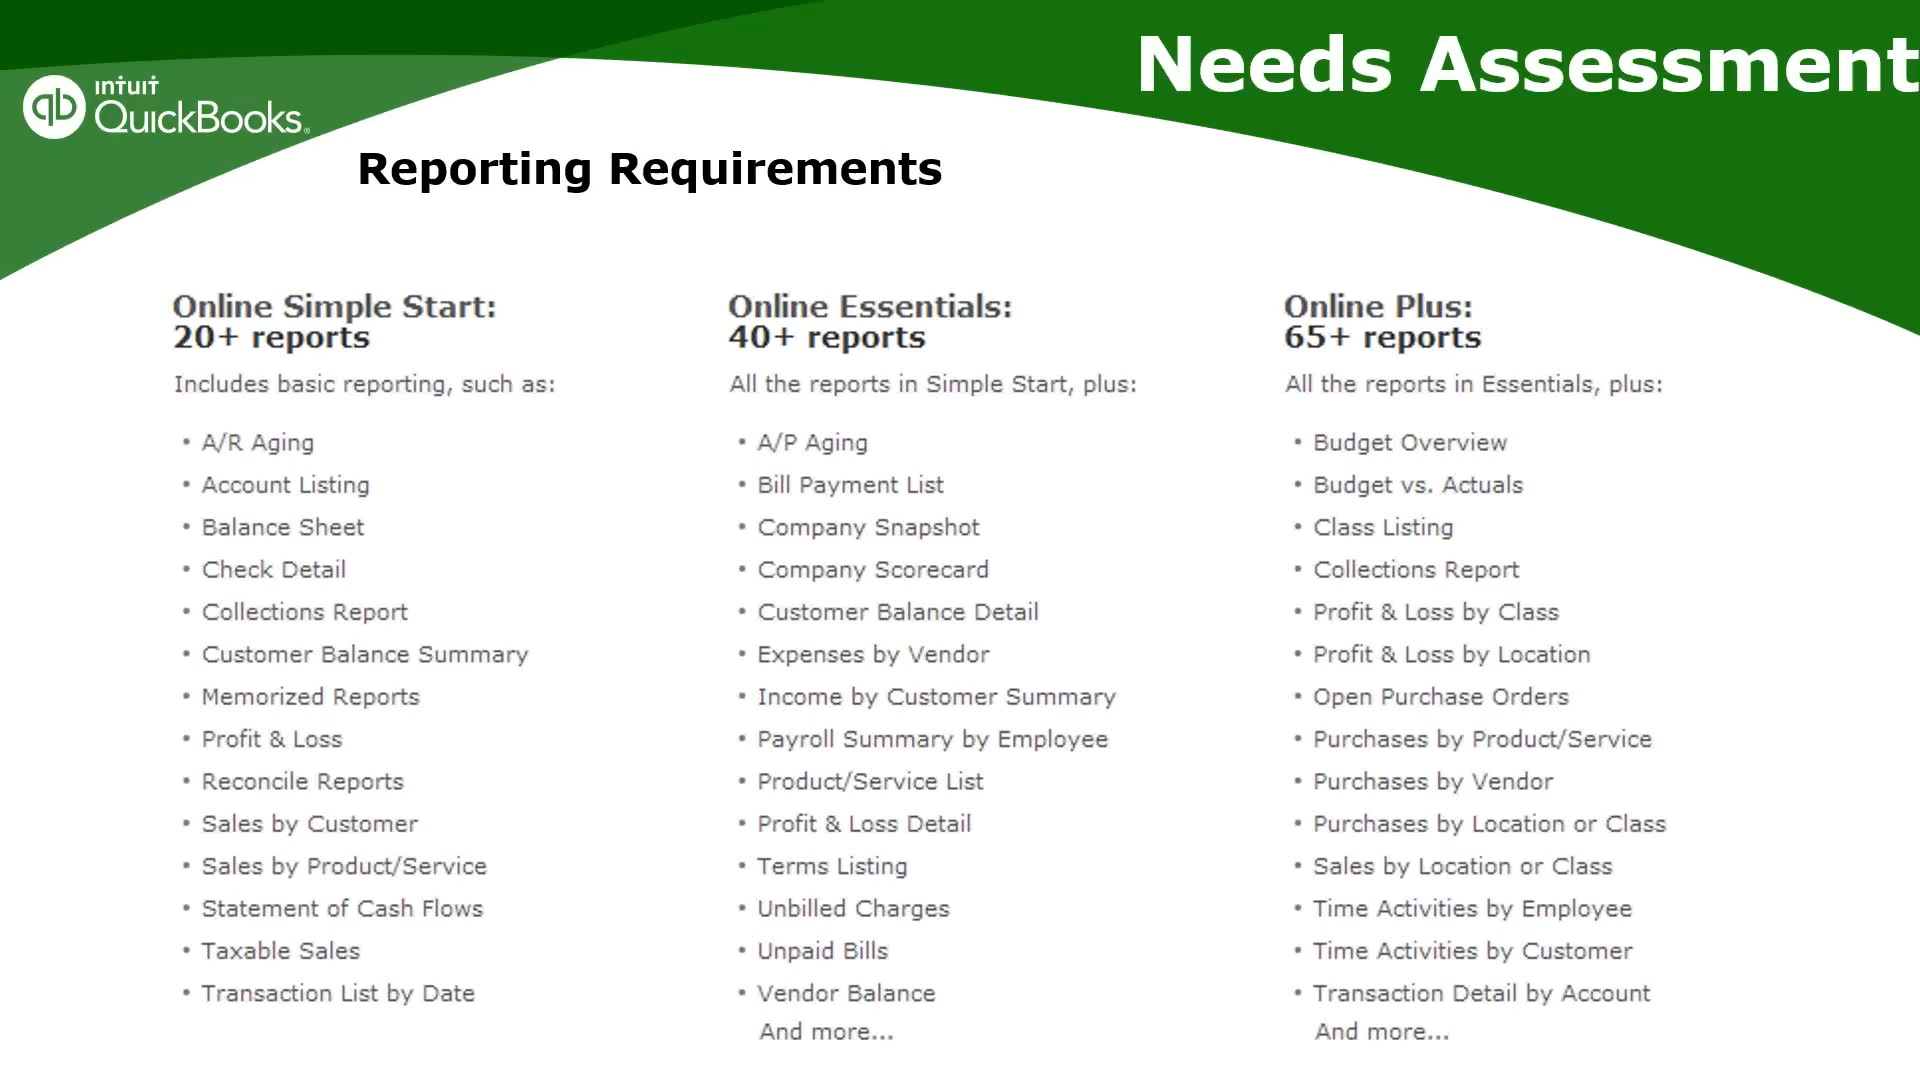 Needs Assessment
intuit
QuickBooks®
Reporting Requirements
Online Simple Start:
20+ reports
Includes basic reporting, such as:
• A/R Aging
• Account Listing
• Balance Sheet
• Check Detail
• Collections Report
• Customer Balance Summary
• Memorized Reports
• Profit & Loss
• Reconcile Reports
• Sales by Customer
• Sales by Product/Service
• Statement of Cash Flows
• Taxable Sales
• Transaction List by Date
Online Essentials:
40+ reports
All the reports in Simple Start, plus:
• A/P Aging
• Bill Payment List
• Company Snapshot
• Company Scorecard
• Customer Balance Detail
• Expenses by Vendor
• Income by Customer Summary
• Payroll Summary by Employee
• Product/Service List
• Profit & Loss Detail
• Terms Listing
• Unbilled Charges
• Unpaid Bills
• Vendor Balance
And more...
Online Plus:
65+ reports
All the reports in Essentials, plus:
• Budget Overview
• Budget vs. Actuals
• Class Listing
• Collections Report
• Profit & Loss by Class
• Profit & Loss by Location
• Open Purchase Orders
• Purchases by Product/Service
• Purchases by Vendor
• Purchases by Location or Class
• Sales by Location or Class
• Time Activities by Employee
• Time Activities by Customer
• Transaction Detail by Account
And more...